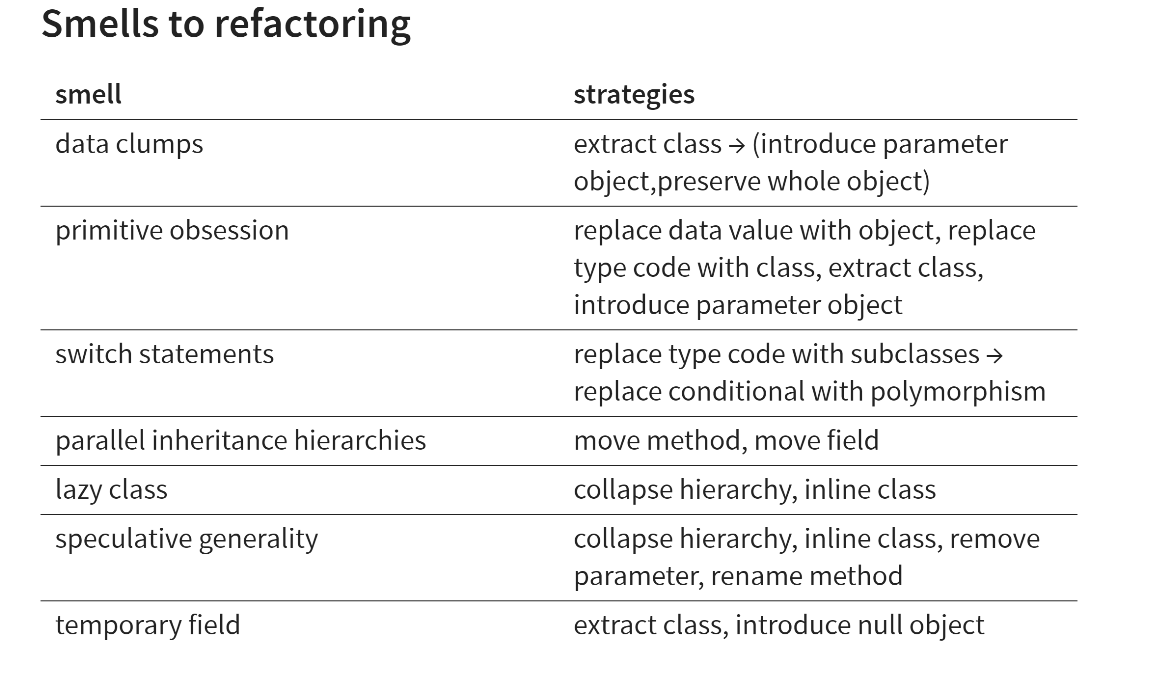 Smells to refactoring
smell strategies
data clumps extract class → (introduce parameter
object,preserve whole object)
primitive obsession replace data value with object, replace
type code with class, extract class,
introduce parameter object
switch statements replace type code with subclasses →
replace conditional with polymorphism
parallel inheritance hierarchies move method, move field
lazy class collapse hierarchy, inline class
speculative generality collapse hierarchy, inline class, remove
parameter, rename method
temporary field extract class, introduce null object